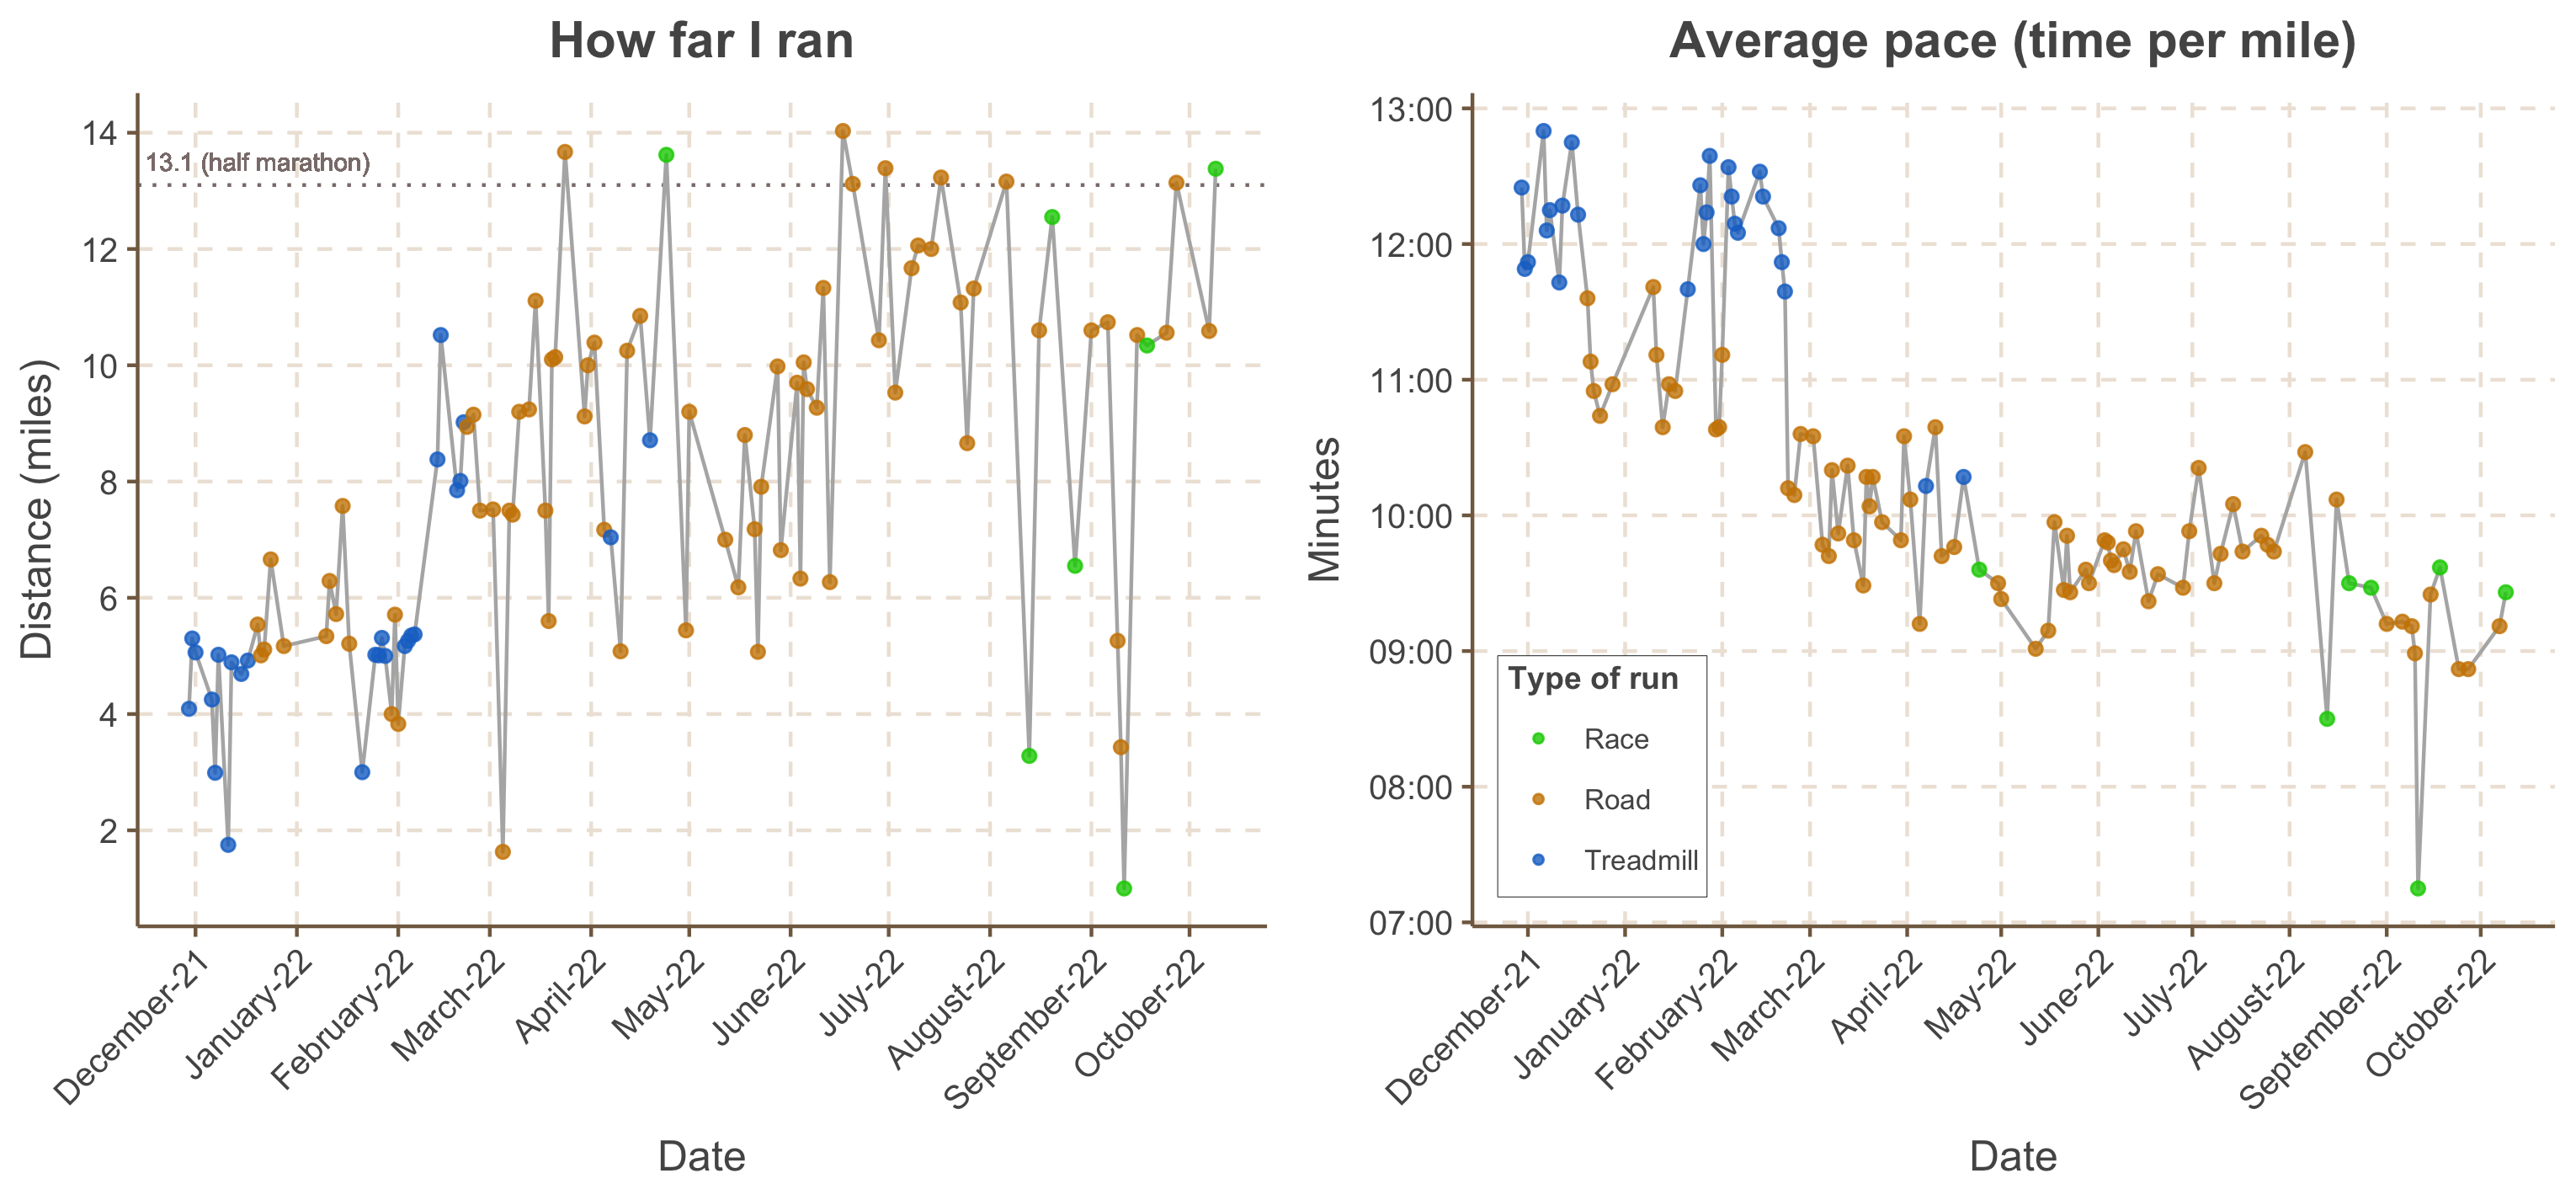 How far I ran
Distance (miles)
14
12
10
8
6
4
2
13.1 (half marathon)
December-21
January-22
February-22
March-22
April-22
May-22
June-22
July-22
August-22
September-22
October-22
Date
Average pace (time per mile)
Minutes
13:00
12:00
11:00
10:00
09:00
08:00
07:00
Type of run
Race
Road
Treadmill
December-21
January-22
February-22
March-22
April-22
May-22
June-22
July-22
August-22
September-22
October-22
Date